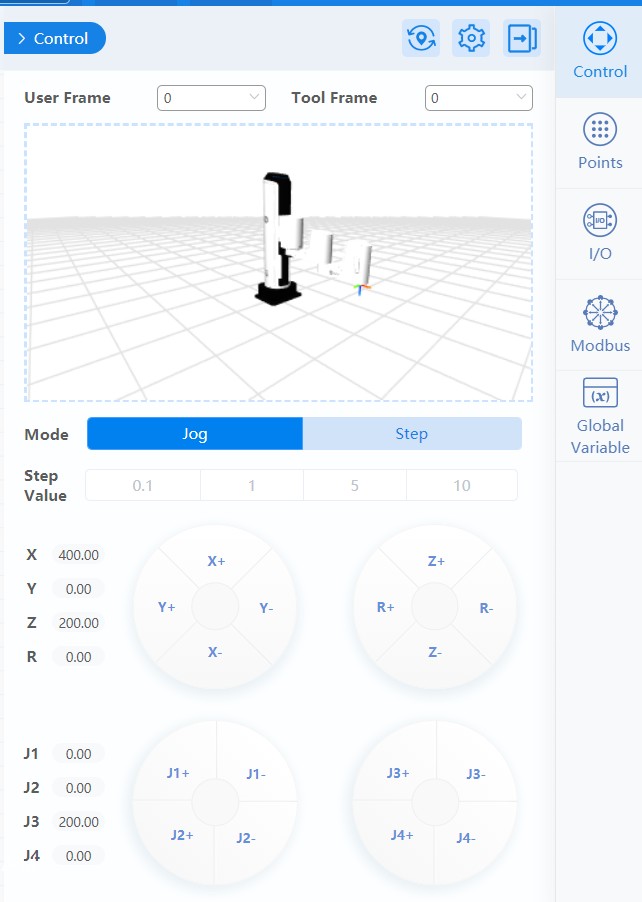 Control
Control
User Frame 0 Tool Frame 0
Points
I/O
I/O
Modbus
(x)
Global
Variable
Mode Jog Step
Step
Value
0.1 1 5 10
X 400.00
Y 0.00
Z 200.00
R 0.00
X+
Y+ Y-
X-
Z+
R+ R-
Z-
J1 0.00
J2 0.00
J3 200.00
J4 0.00
J1+ J1-
J2+ J2-
J3+ J3-
J4+ J4-